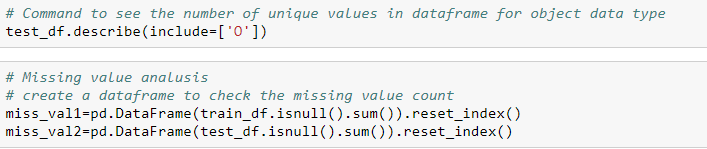 # Command to see the number of unique values in dataframe for object data type
test_df.describe(include=['O'])
# Missing value analusis
# create a dataframe to check the missing value count
miss_val1=pd.DataFrame(train_df.isnull().sum()).reset_index()
miss_val2=pd.DataFrame(test_df.isnull().sum()).reset_index()